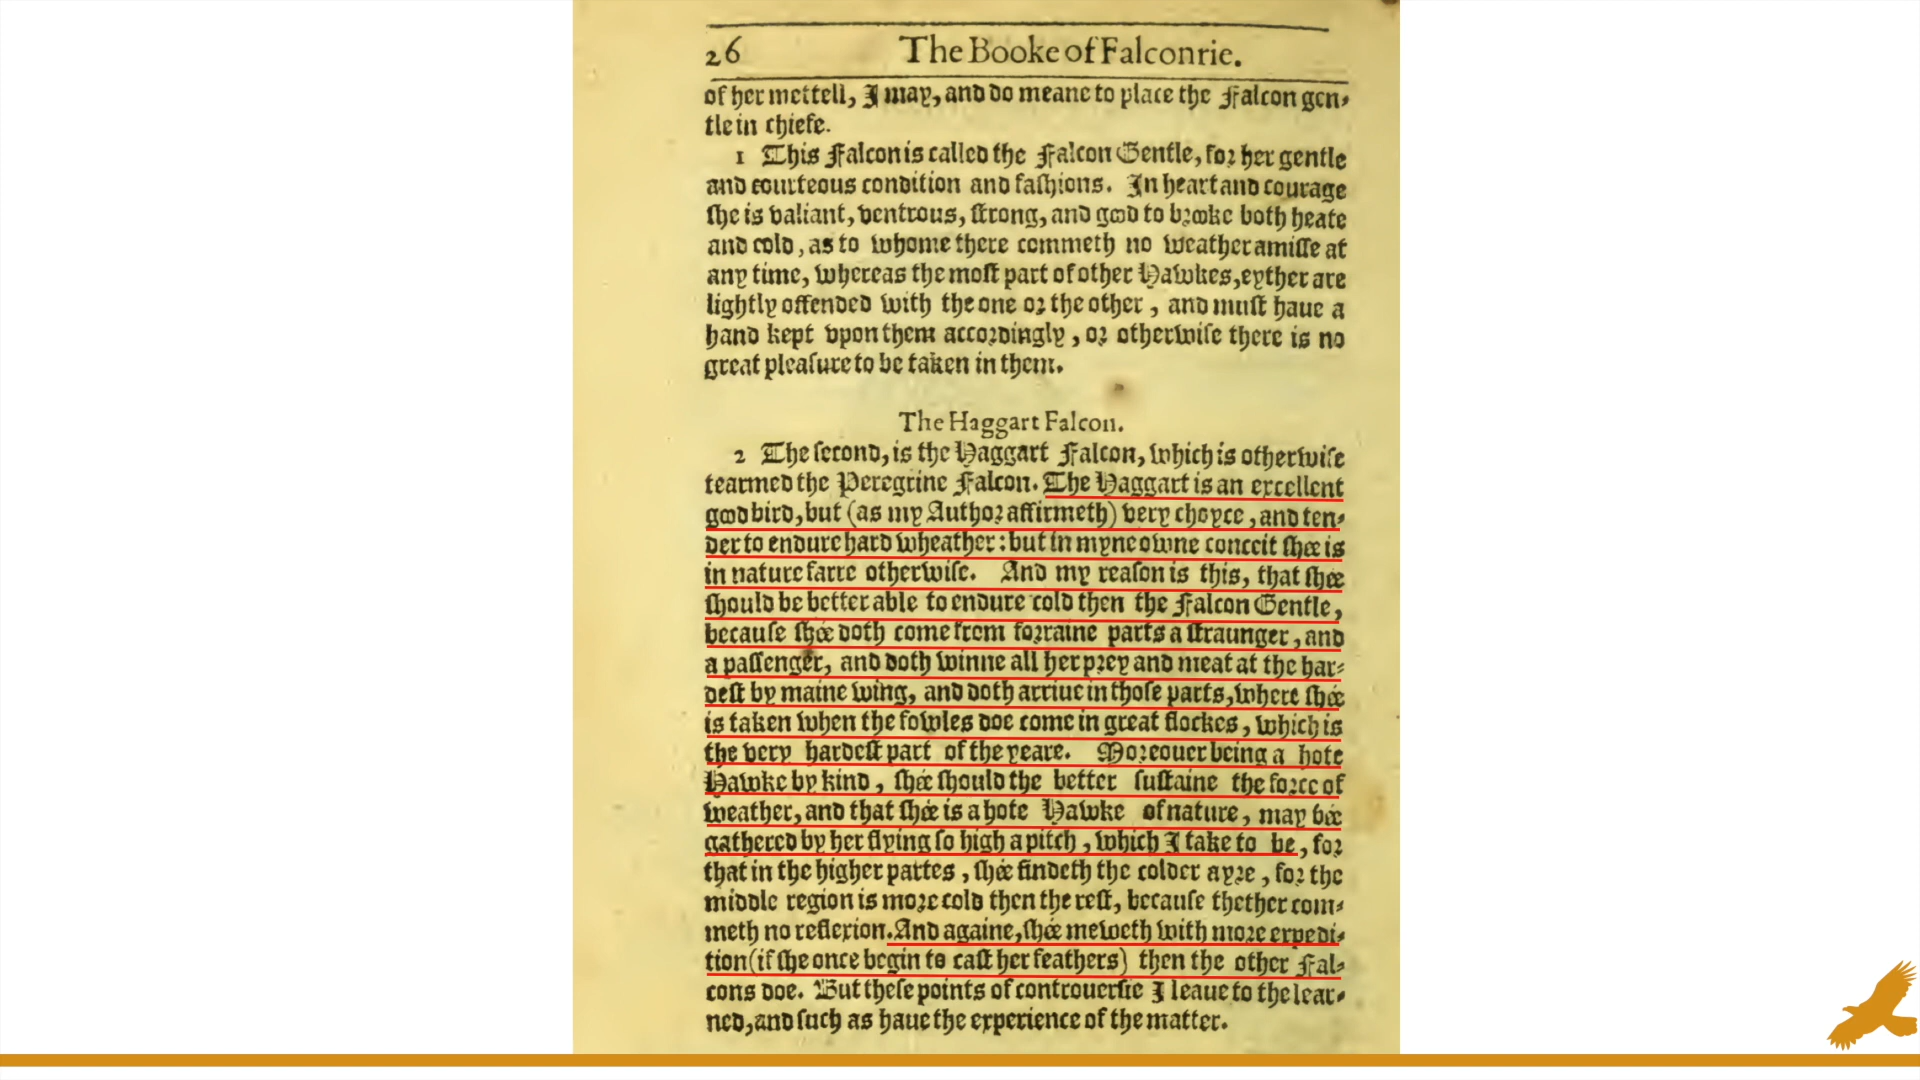 26 The Booke of Falconrie.
of her mettell, I may, and do meane to place the Falcon gen-
tle in chiefe.
1 This Falcon is called the Falcon Gentle, for her gentle
and courteous condition and fashions. In heart and courage
she is valiant, ventrous, strong, and good to brooke both heate
and cold, as to whome there commeth no weather amisse at
any time, whereas the most part of other Hawkes, eyther are
lightly offended with the one or the other, and must haue a
hand kept vpon them accordingly, or otherwise there is no
great pleasure to be taken in them.
The Haggart Falcon.
2 The second, is the Haggart Falcon, which is otherwise
tearmed the Peregrine Falcon. The Haggart is an excellent
good bird, but (as my Author affirmeth) very choyce, and ten-
der to endure hard wheather: but in myne owne conceit shee is
in nature farre otherwise. And my reason is this, that shee
should be better able to endure cold then the Falcon Gentle,
because shee doth come from forraine parts a straunger, and
a passenger, and doth winne all her prey and meat at the har-
dest by maine wing, and doth arriue in those parts, where shee
is taken when the fowles doe come in great flockes, which is
the very hardest part of the yeare. Moreouer being a hote
Hawke by kind, shee should the better sustaine the force of
weather, and that shee is a hote Hawke of nature, may bee
gathered by her flying so high a pitch, which I take to be, for
that in the higher partes, shee findeth the colder ayre, for the
middle region is more cold then the rest, because thether com-
meth no reflexion. And againe, shee meweth with more expedi-
tion (if she once begin to cast her feathers) then the other Fal-
cons doe. But these points of controuersie I leaue to the lear-
ned, and such as haue the experience of the matter.